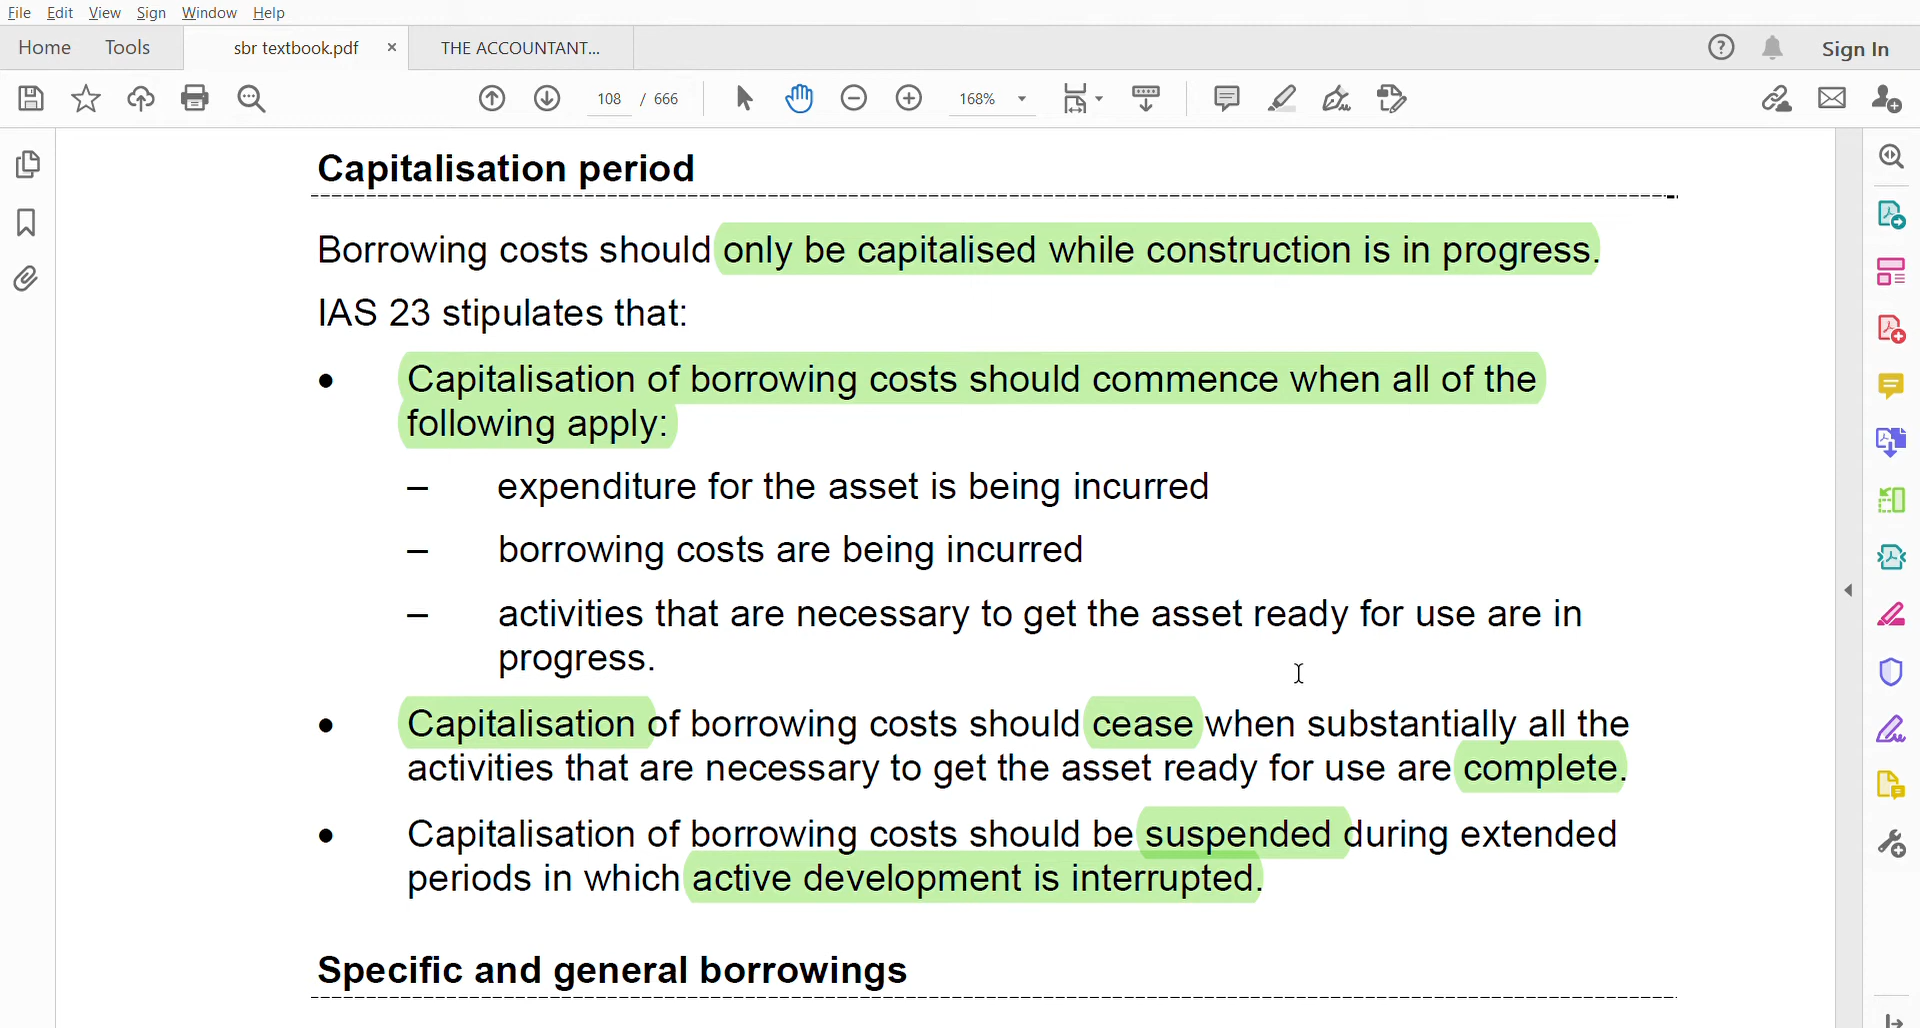 File Edit View Sign Window Help
Home Tools sbr textbook.pdf × THE ACCOUNTANT... Sign In
108 / 666 168%
Capitalisation period
Borrowing costs should only be capitalised while construction is in progress.
IAS 23 stipulates that:
• Capitalisation of borrowing costs should commence when all of the
following apply:
– expenditure for the asset is being incurred
– borrowing costs are being incurred
– activities that are necessary to get the asset ready for use are in
progress.
• Capitalisation of borrowing costs should cease when substantially all the
activities that are necessary to get the asset ready for use are complete.
• Capitalisation of borrowing costs should be suspended during extended
periods in which active development is interrupted.
Specific and general borrowings